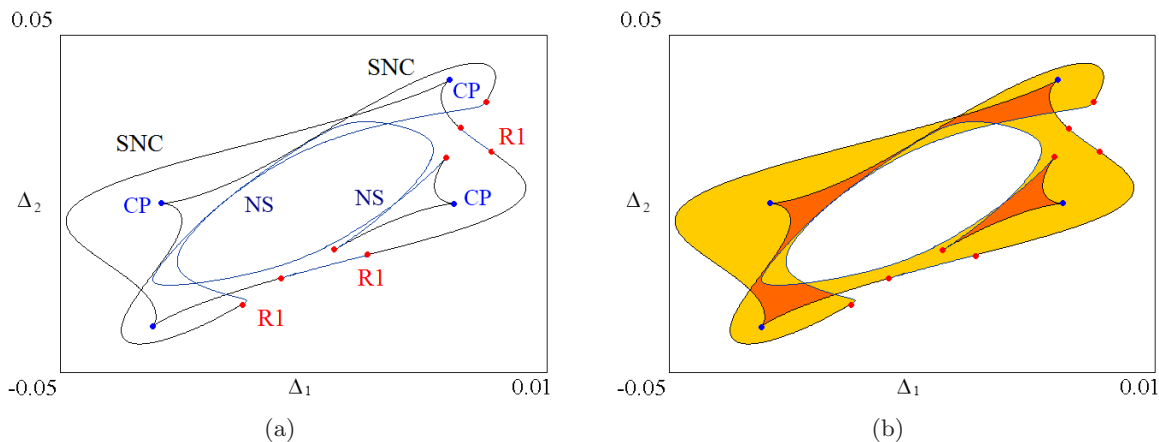 0.05
SNC
CP
SNC
R1
Δ₂
CP
NS
NS
CP
R1
R1
-0.05
Δ₁
0.01
(a)
0.05
Δ₂
-0.05
Δ₁
0.01
(b)